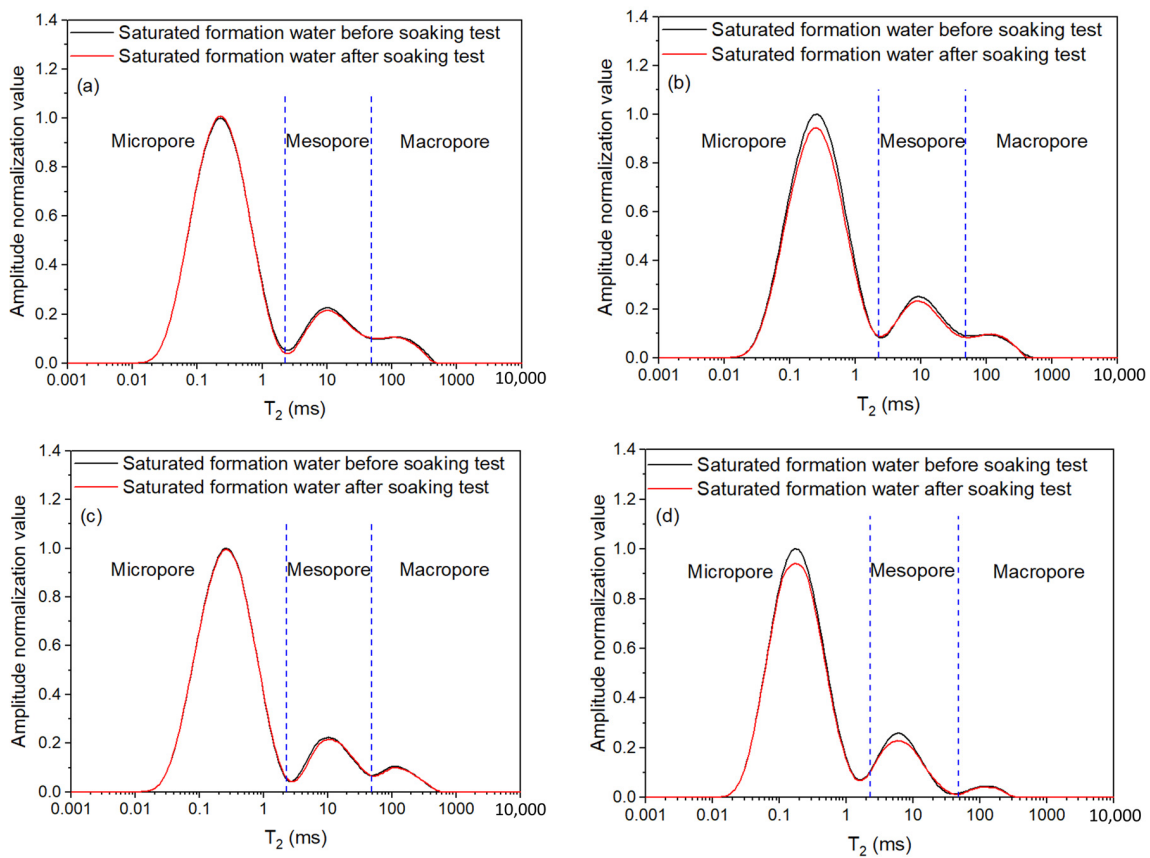 1.4
Saturated formation water before soaking test
1.2
Saturated formation water after soaking test
(a)
1.0
Micropore
Mesopore
Macropore
0.8
0.6
0.4
0.2
0.0
Amplitude normalization value
0.001 0.01 0.1 1 10 100 1000 10,000
T2 (ms)
1.4
Saturated formation water before soaking test
1.2
Saturated formation water after soaking test
(b)
1.0
Micropore
Mesopore
Macropore
0.8
0.6
0.4
0.2
0.0
Amplitude normalization value
0.001 0.01 0.1 1 10 100 1000 10,000
T2 (ms)
1.4
Saturated formation water before soaking test
1.2
Saturated formation water after soaking test
(c)
1.0
Micropore
Mesopore
Macropore
0.8
0.6
0.4
0.2
0.0
Amplitude normalization value
0.001 0.01 0.1 1 10 100 1000 10,000
T2 (ms)
1.4
Saturated formation water before soaking test
1.2
Saturated formation water after soaking test
(d)
1.0
Micropore
Mesopore
Macropore
0.8
0.6
0.4
0.2
0.0
Amplitude normalization value
0.001 0.01 0.1 1 10 100 1000 10,000
T2 (ms)